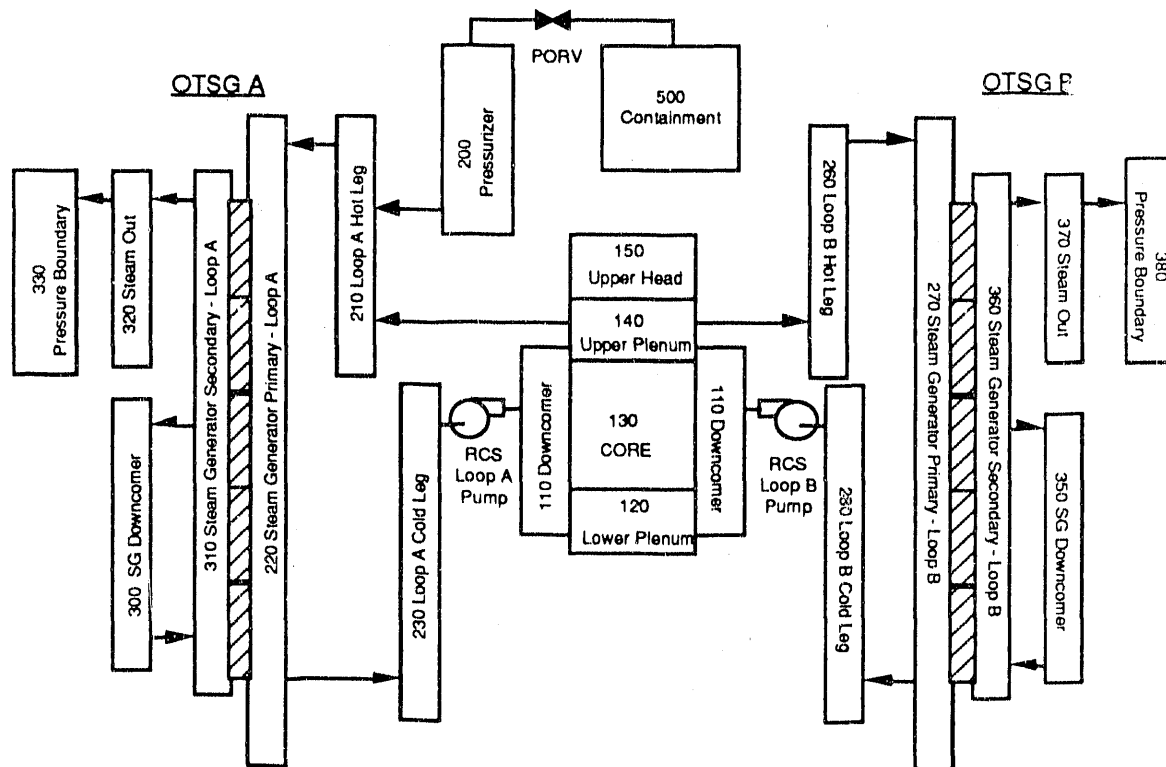 PORV
OTSG A
OTSG B
500
Containment
200
Pressurizer
330
Pressure Boundary
320 Steam Out
310 Steam Generator Secondary - Loop A
220 Steam Generator Primary - Loop A
210 Loop A Hot Leg
150
Upper Head
140
Upper Plenum
260 Loop B Hot Leg
270 Steam Generator Primary - Loop B
360 Steam Generator Secondary - Loop B
370 Steam Out
380
Pressure Boundary
300 SG Downcomer
230 Loop A Cold Leg
RCS
Loop A
Pump
110 Downcomer
130
CORE
120
Lower Plenum
110 Downcomer
RCS
Loop B
Pump
280 Loop B Cold Leg
350 SG Downcomer